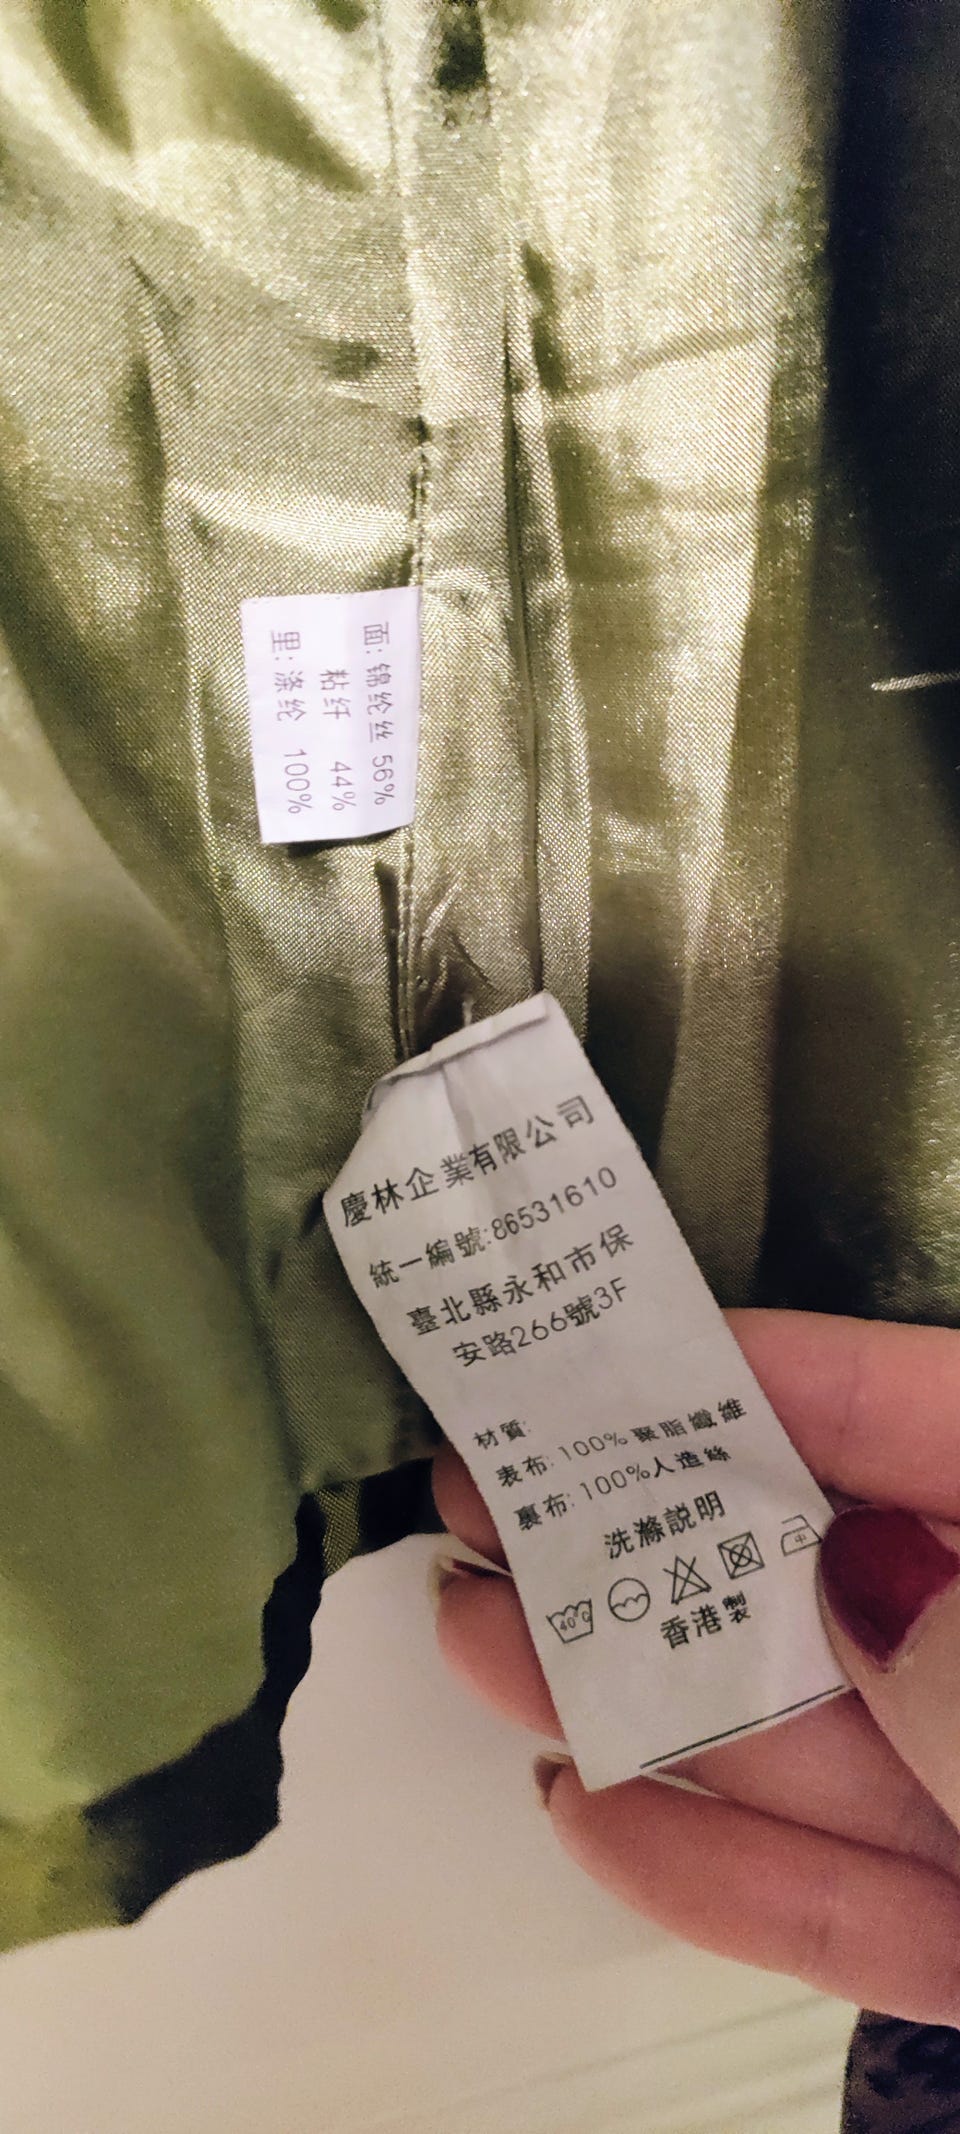 面: 锦纶丝 56%
粘纤 44%
里: 涤纶 100%
慶林企業有限公司
統一編號:86531610
臺北縣永和市保
安路266號3F
材質:
表布:100%聚脂纖維
裏布:100%人造絲
洗滌説明
40°C
中
香港製